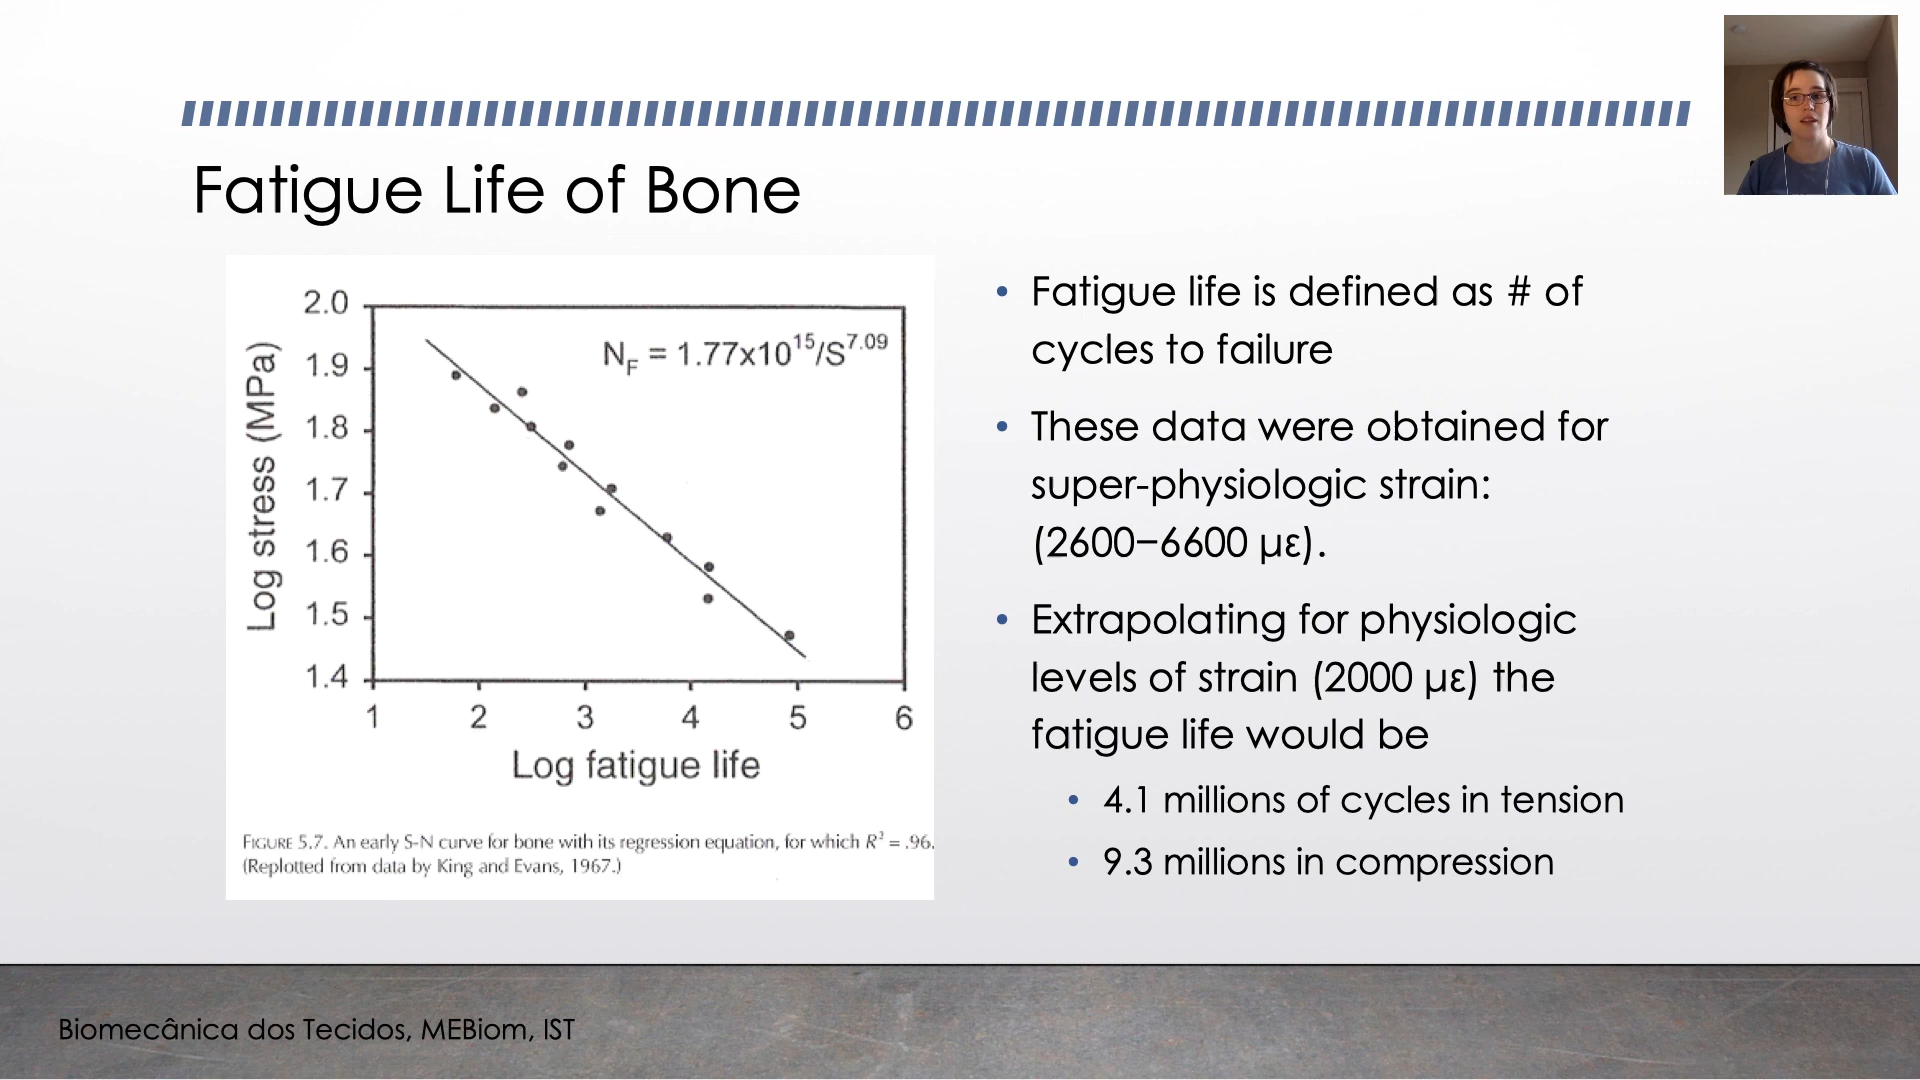 Fatigue Life of Bone
2.0
1.9
1.8
1.7
1.6
1.5
1.4
Log stress (MPa)
N_F = 1.77x10^15/S^7.09
1 2 3 4 5 6
Log fatigue life
FIGURE 5.7. An early S-N curve for bone with its regression equation, for which R² = .96.
(Replotted from data by King and Evans, 1967.)
• Fatigue life is defined as # of
cycles to failure
• These data were obtained for
super-physiologic strain:
(2600–6600 µε).
• Extrapolating for physiologic
levels of strain (2000 µε) the
fatigue life would be
• 4.1 millions of cycles in tension
• 9.3 millions in compression
Biomecânica dos Tecidos, MEBiom, IST